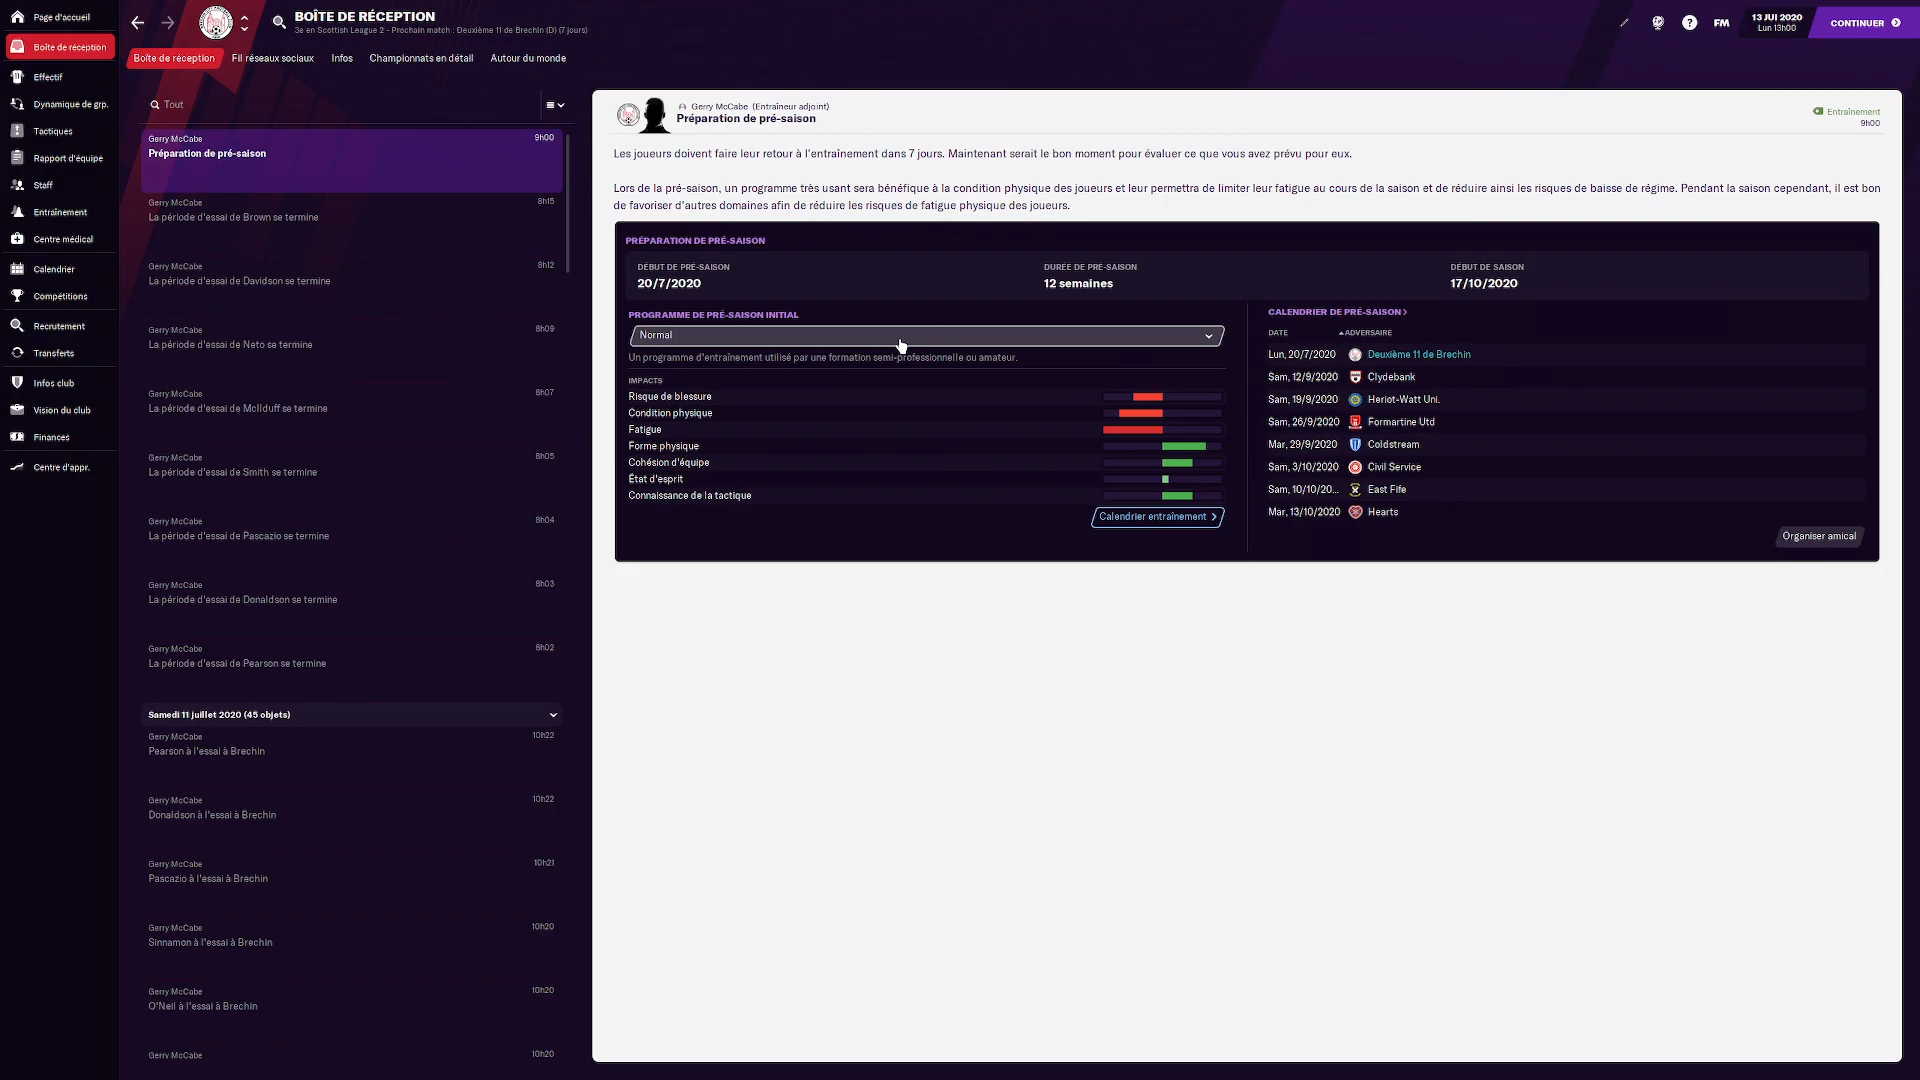 Page d'accueil
Boîte de réception
Effectif
Dynamique de grp.
Tactiques
Rapport d'équipe
Staff
Entraînement
Centre médical
Calendrier
Compétitions
Recrutement
Transferts
Infos club
Vision du club
Finances
Centre d'appr.
BOÎTE DE RÉCEPTION
3e en Scottish League 2 - Prochain match : Deuxième 11 de Brechin (D) (7 jours)
FM
13 JUI 2020
Lun 13h00
CONTINUER
Boîte de réception
Fil réseaux sociaux
Infos
Championnats en détail
Autour du monde
Tout
Gerry McCabe 9h00
Préparation de pré-saison
Gerry McCabe 8h15
La période d'essai de Brown se termine
Gerry McCabe 8h12
La période d'essai de Davidson se termine
Gerry McCabe 8h09
La période d'essai de Neto se termine
Gerry McCabe 8h07
La période d'essai de McIlduff se termine
Gerry McCabe 8h05
La période d'essai de Smith se termine
Gerry McCabe 8h04
La période d'essai de Pascazio se termine
Gerry McCabe 8h03
La période d'essai de Donaldson se termine
Gerry McCabe 8h02
La période d'essai de Pearson se termine
Samedi 11 juillet 2020 (45 objets)
Gerry McCabe 10h22
Pearson à l'essai à Brechin
Gerry McCabe 10h22
Donaldson à l'essai à Brechin
Gerry McCabe 10h21
Pascazio à l'essai à Brechin
Gerry McCabe 10h20
Sinnamon à l'essai à Brechin
Gerry McCabe 10h20
O'Neil à l'essai à Brechin
Gerry McCabe 10h20
Gerry McCabe (Entraîneur adjoint)
Préparation de pré-saison
Entraînement
9h00
Les joueurs doivent faire leur retour à l'entraînement dans 7 jours. Maintenant serait le bon moment pour évaluer ce que vous avez prévu pour eux.
Lors de la pré-saison, un programme très usant sera bénéfique à la condition physique des joueurs et leur permettra de limiter leur fatigue au cours de la saison et de réduire ainsi les risques de baisse de régime. Pendant la saison cependant, il est bon
de favoriser d'autres domaines afin de réduire les risques de fatigue physique des joueurs.
PRÉPARATION DE PRÉ-SAISON
DÉBUT DE PRÉ-SAISON
20/7/2020
DURÉE DE PRÉ-SAISON
12 semaines
DÉBUT DE SAISON
17/10/2020
PROGRAMME DE PRÉ-SAISON INITIAL
Normal
Un programme d'entraînement utilisé par une formation semi-professionnelle ou amateur.
IMPACTS
Risque de blessure
Condition physique
Fatigue
Forme physique
Cohésion d'équipe
État d'esprit
Connaissance de la tactique
Calendrier entraînement
CALENDRIER DE PRÉ-SAISON
DATE ADVERSAIRE
Lun, 20/7/2020 Deuxième 11 de Brechin
Sam, 12/9/2020 Clydebank
Sam, 19/9/2020 Heriot-Watt Uni.
Sam, 26/9/2020 Formartine Utd
Mar, 29/9/2020 Coldstream
Sam, 3/10/2020 Civil Service
Sam, 10/10/20... East Fife
Mar, 13/10/2020 Hearts
Organiser amical